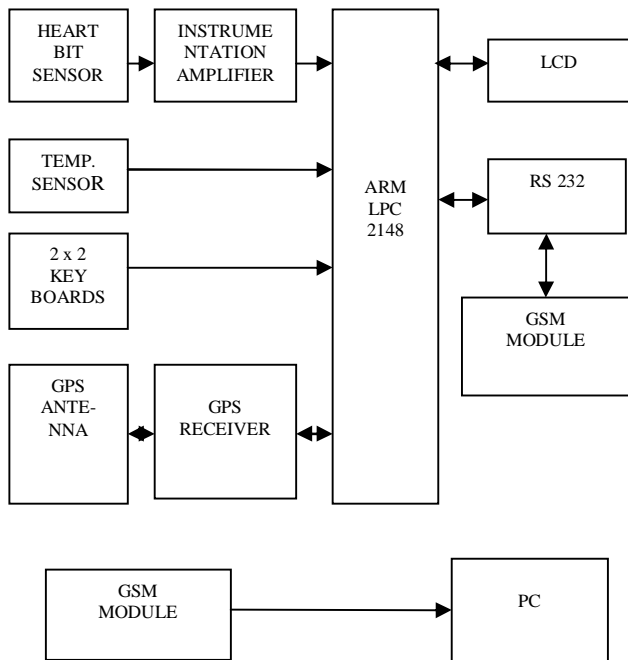 HEART
BIT
SENSOR
INSTRUME
NTATION
AMPLIFIER
LCD
TEMP.
SENSOR
ARM
LPC
2148
RS 232
2 x 2
KEY
BOARDS
GSM
MODULE
GPS
ANTE-
NNA
GPS
RECEIVER
GSM
MODULE
PC